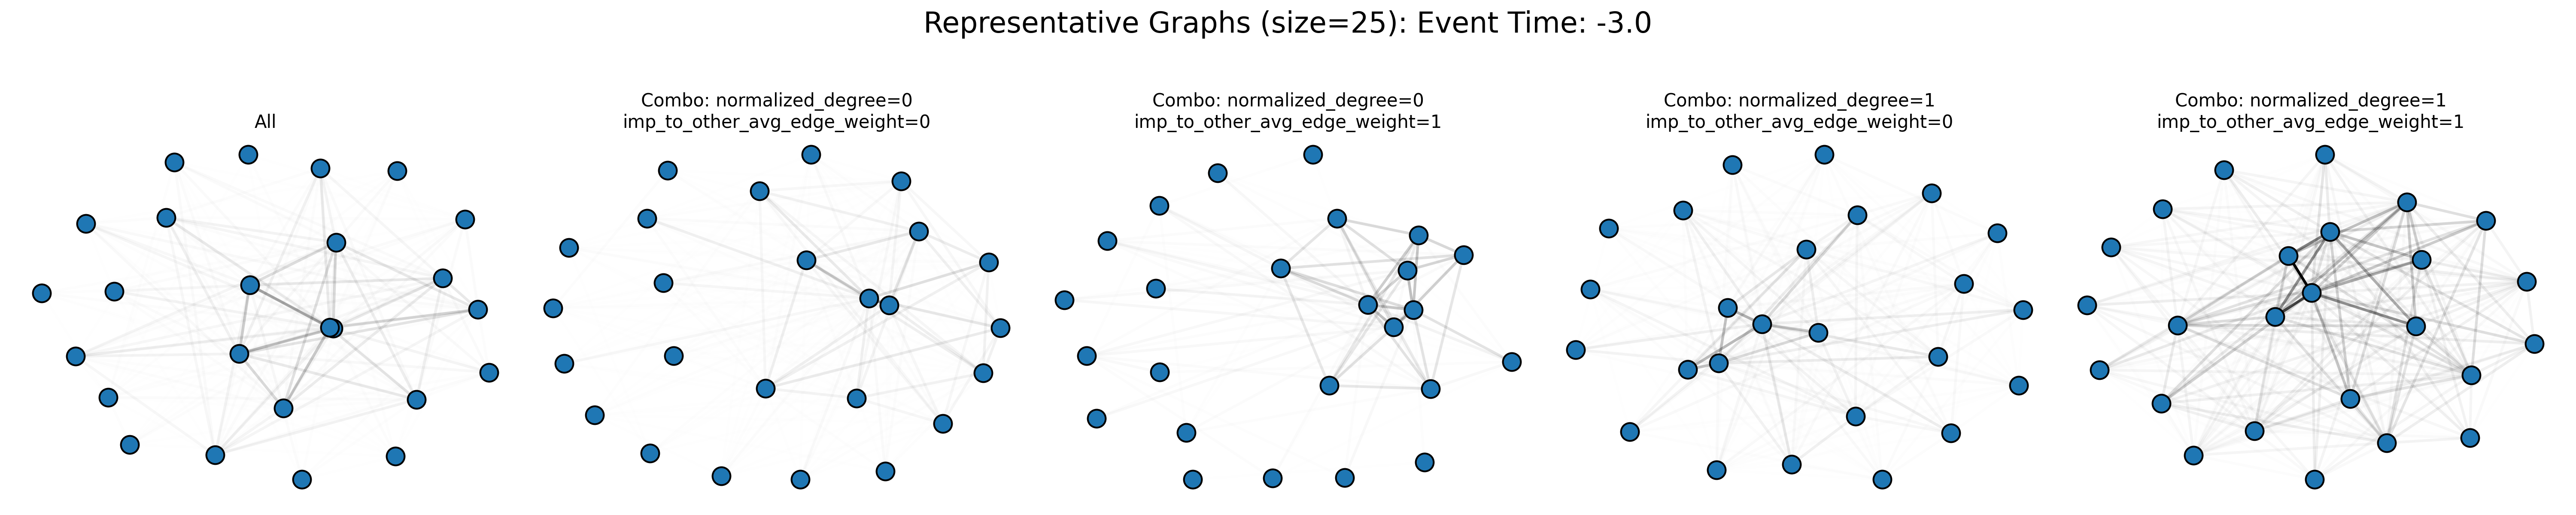 Representative Graphs (size=25): Event Time: -3.0
All
Combo: normalized_degree=0
imp_to_other_avg_edge_weight=0
Combo: normalized_degree=0
imp_to_other_avg_edge_weight=1
Combo: normalized_degree=1
imp_to_other_avg_edge_weight=0
Combo: normalized_degree=1
imp_to_other_avg_edge_weight=1